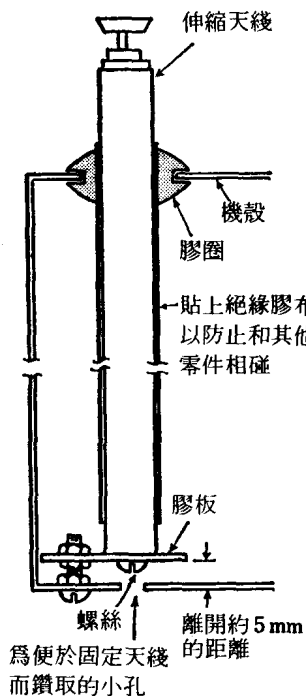 伸縮天綫
機殼
膠圈
貼上絕緣膠布
以防止和其他
零件相碰
膠板
螺絲
離開約5mm
的距離
爲便於固定天綫
而鑽取的小孔